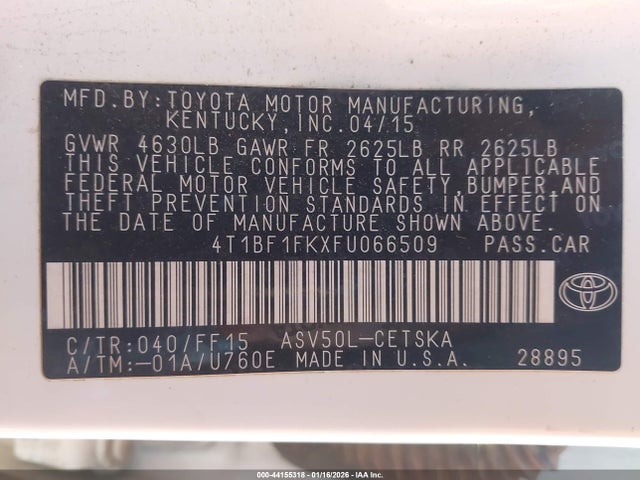 MFD.BY:TOYOTA MOTOR MANUFACTURING,
KENTUCKY,INC.04/15
GVWR 4630LB GAWR FR 2625LB RR 2625LB
THIS VEHICLE CONFORMS TO ALL APPLICABLE
FEDERAL MOTOR VEHICLE SAFETY,BUMPER,AND
THEFT PREVENTION STANDARDS IN EFFECT ON
THE DATE OF MANUFACTURE SHOWN ABOVE.
4T1BF1FKXFU066509 PASS.CAR
C/TR:040/FF15 ASV50L-CETSKA
A/TM:-01A/U760E MADE IN U.S.A. 28895
000-44155318 | 01/16/2026 | IAA Inc.